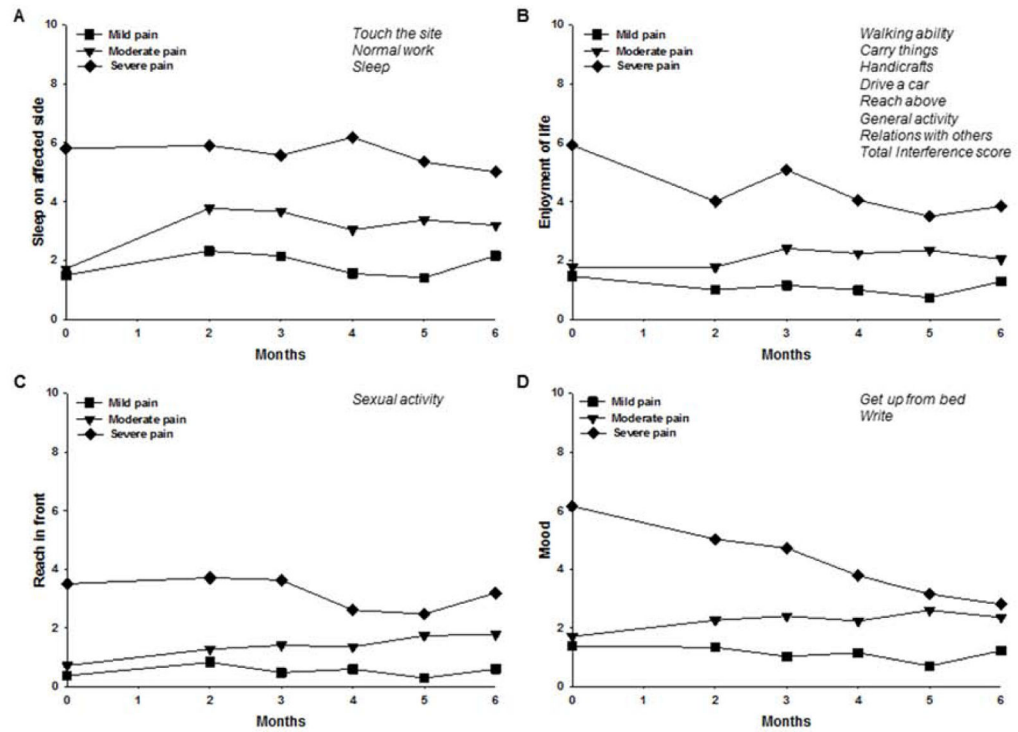 A
10
8
6
4
2
0
Sleep on affected side
Mild pain
Moderate pain
Severe pain
Touch the site
Normal work
Sleep
0 1 2 3 4 5 6
Months
B
10
8
6
4
2
0
Enjoyment of life
Mild pain
Moderate pain
Severe pain
Walking ability
Carry things
Handicrafts
Drive a car
Reach above
General activity
Relations with others
Total Interference score
0 1 2 3 4 5 6
Months
C
10
8
6
4
2
0
Reach in front
Mild pain
Moderate pain
Severe pain
Sexual activity
0 1 2 3 4 5 6
Months
D
10
8
6
4
2
0
Mood
Mild pain
Moderate pain
Severe pain
Get up from bed
Write
0 1 2 3 4 5 6
Months